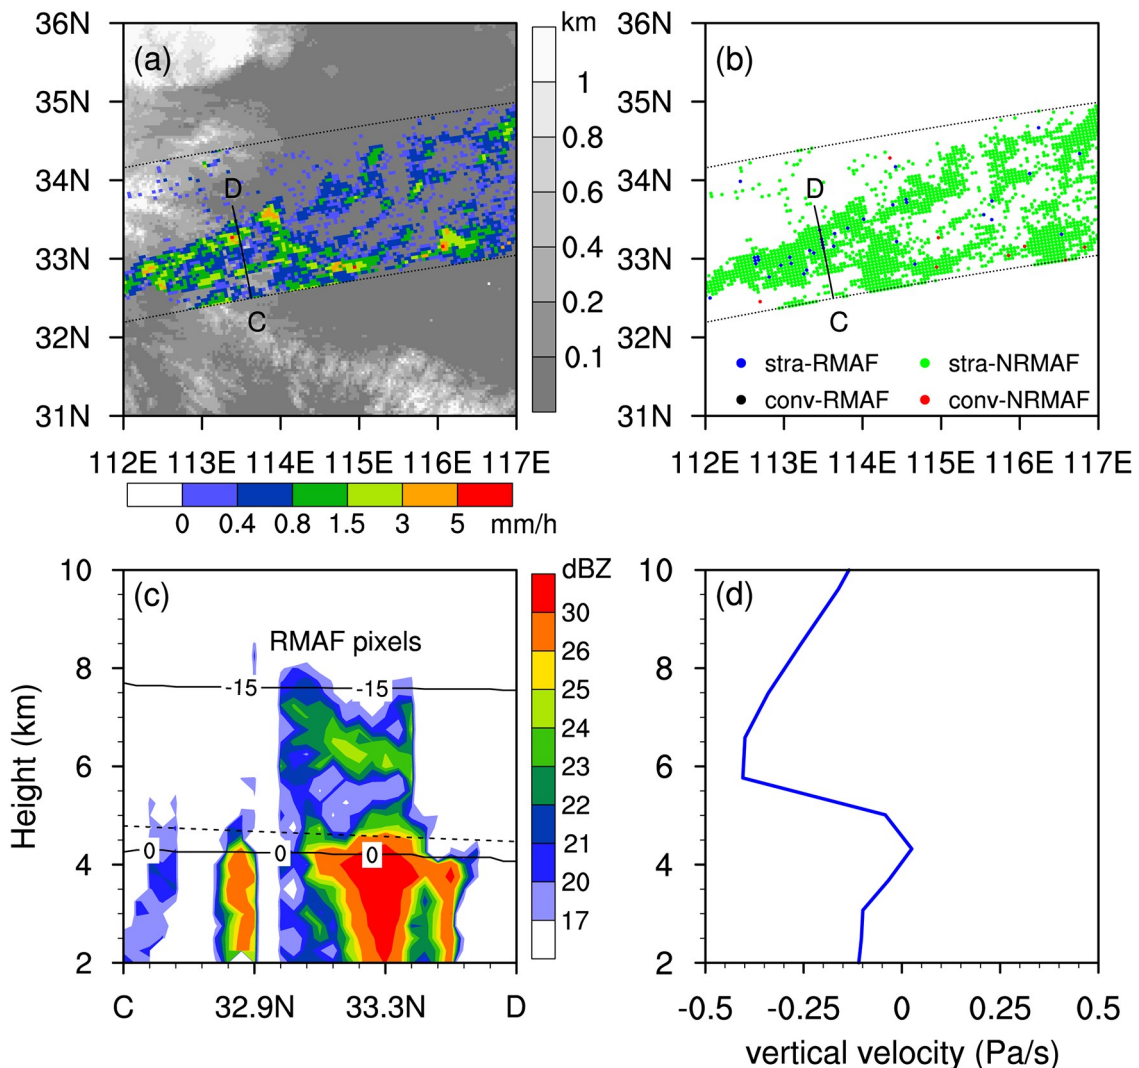 36N
35N
34N
33N
32N
31N
(a)
D
C
112E 113E 114E 115E 116E 117E
km
1
0.8
0.6
0.4
0.2
0.1
0 0.4 0.8 1.5 3 5 mm/h
36N
35N
34N
33N
32N
31N
(b)
D
C
stra-RMAF stra-NRMAF
conv-RMAF conv-NRMAF
112E 113E 114E 115E 116E 117E
Height (km)
10
8
6
4
2
(c)
RMAF pixels
-15 -15
0 0 0
C 32.9N 33.3N D
dBZ
30
26
25
24
23
22
21
20
17
10
8
6
4
2
(d)
-0.5 -0.25 0 0.25 0.5
vertical velocity (Pa/s)